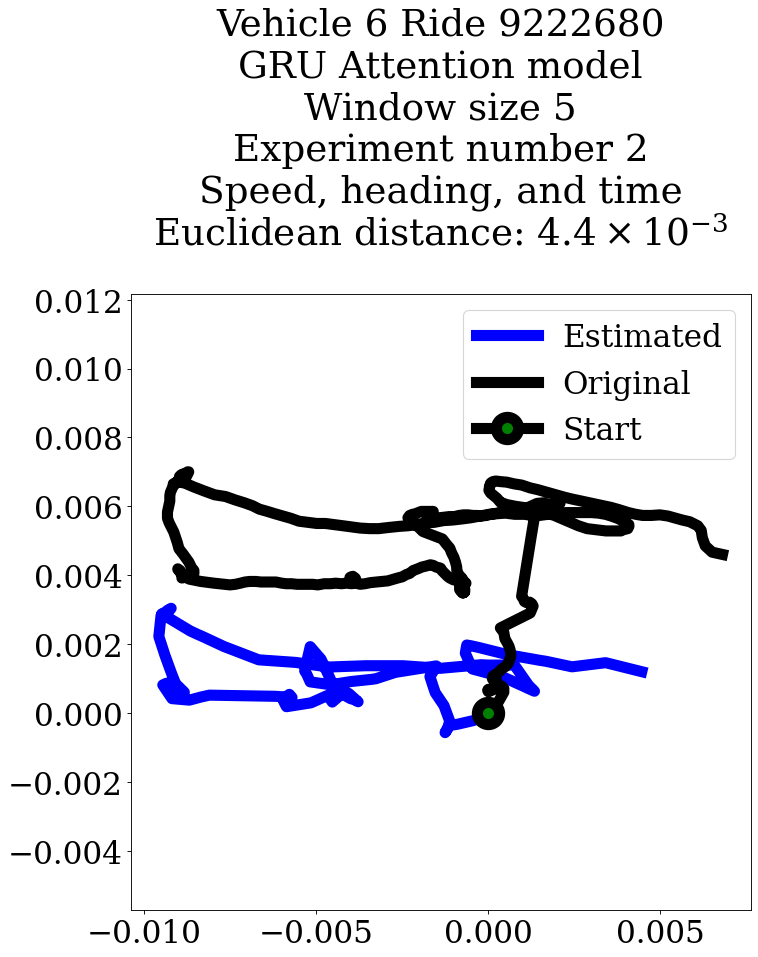 Vehicle 6 Ride 9222680
GRU Attention model
Window size 5
Experiment number 2
Speed, heading, and time
Euclidean distance: 4.4 × 10⁻³
Estimated
Original
Start
0.012
0.010
0.008
0.006
0.004
0.002
0.000
−0.002
−0.004
−0.010 −0.005 0.000 0.005